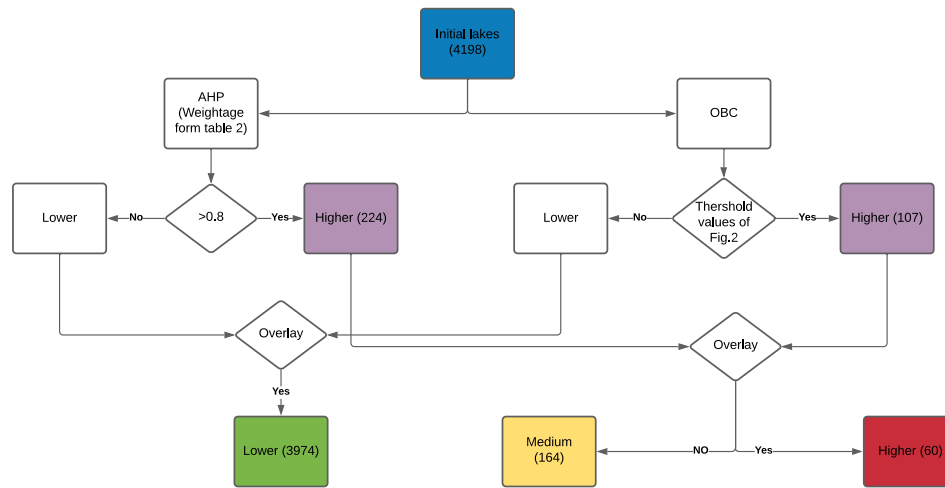 Initial lakes
(4198)
AHP
(Weightage
form table 2)
OBC
Lower
No
>0.8
Yes
Higher (224)
Lower
No
Thershold
values of
Fig.2
Yes
Higher (107)
Overlay
Overlay
Yes
Lower (3974)
Medium
(164)
NO
Yes
Higher (60)